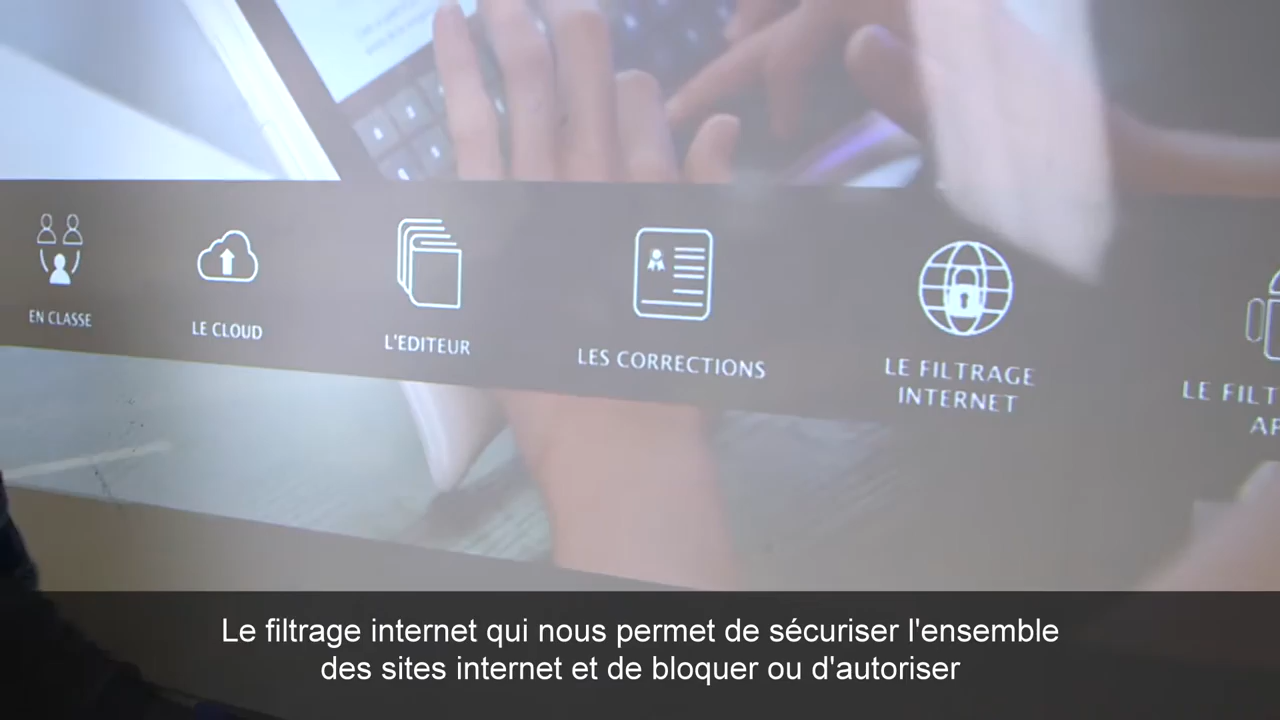 EN CLASSE
LE CLOUD
L'EDITEUR
LES CORRECTIONS
LE FILTRAGE
INTERNET
LE
Le filtrage internet qui nous permet de sécuriser l'ensemble
des sites internet et de bloquer ou d'autoriser